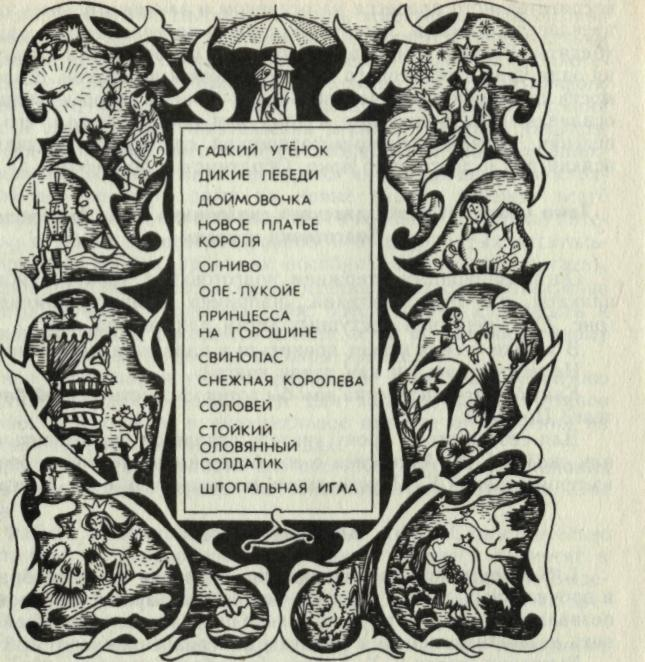 ГАДКИЙ УТЁНОК
ДИКИЕ ЛЕБЕДИ
ДЮЙМОВОЧКА
НОВОЕ ПЛАТЬЕ
КОРОЛЯ
ОГНИВО
ОЛЕ-ЛУКОЙЕ
ПРИНЦЕССА
НА ГОРОШИНЕ
СВИНОПАС
СНЕЖНАЯ КОРОЛЕВА
СОЛОВЕЙ
СТОЙКИЙ
ОЛОВЯННЫЙ
СОЛДАТИК
ШТОПАЛЬНАЯ ИГЛА